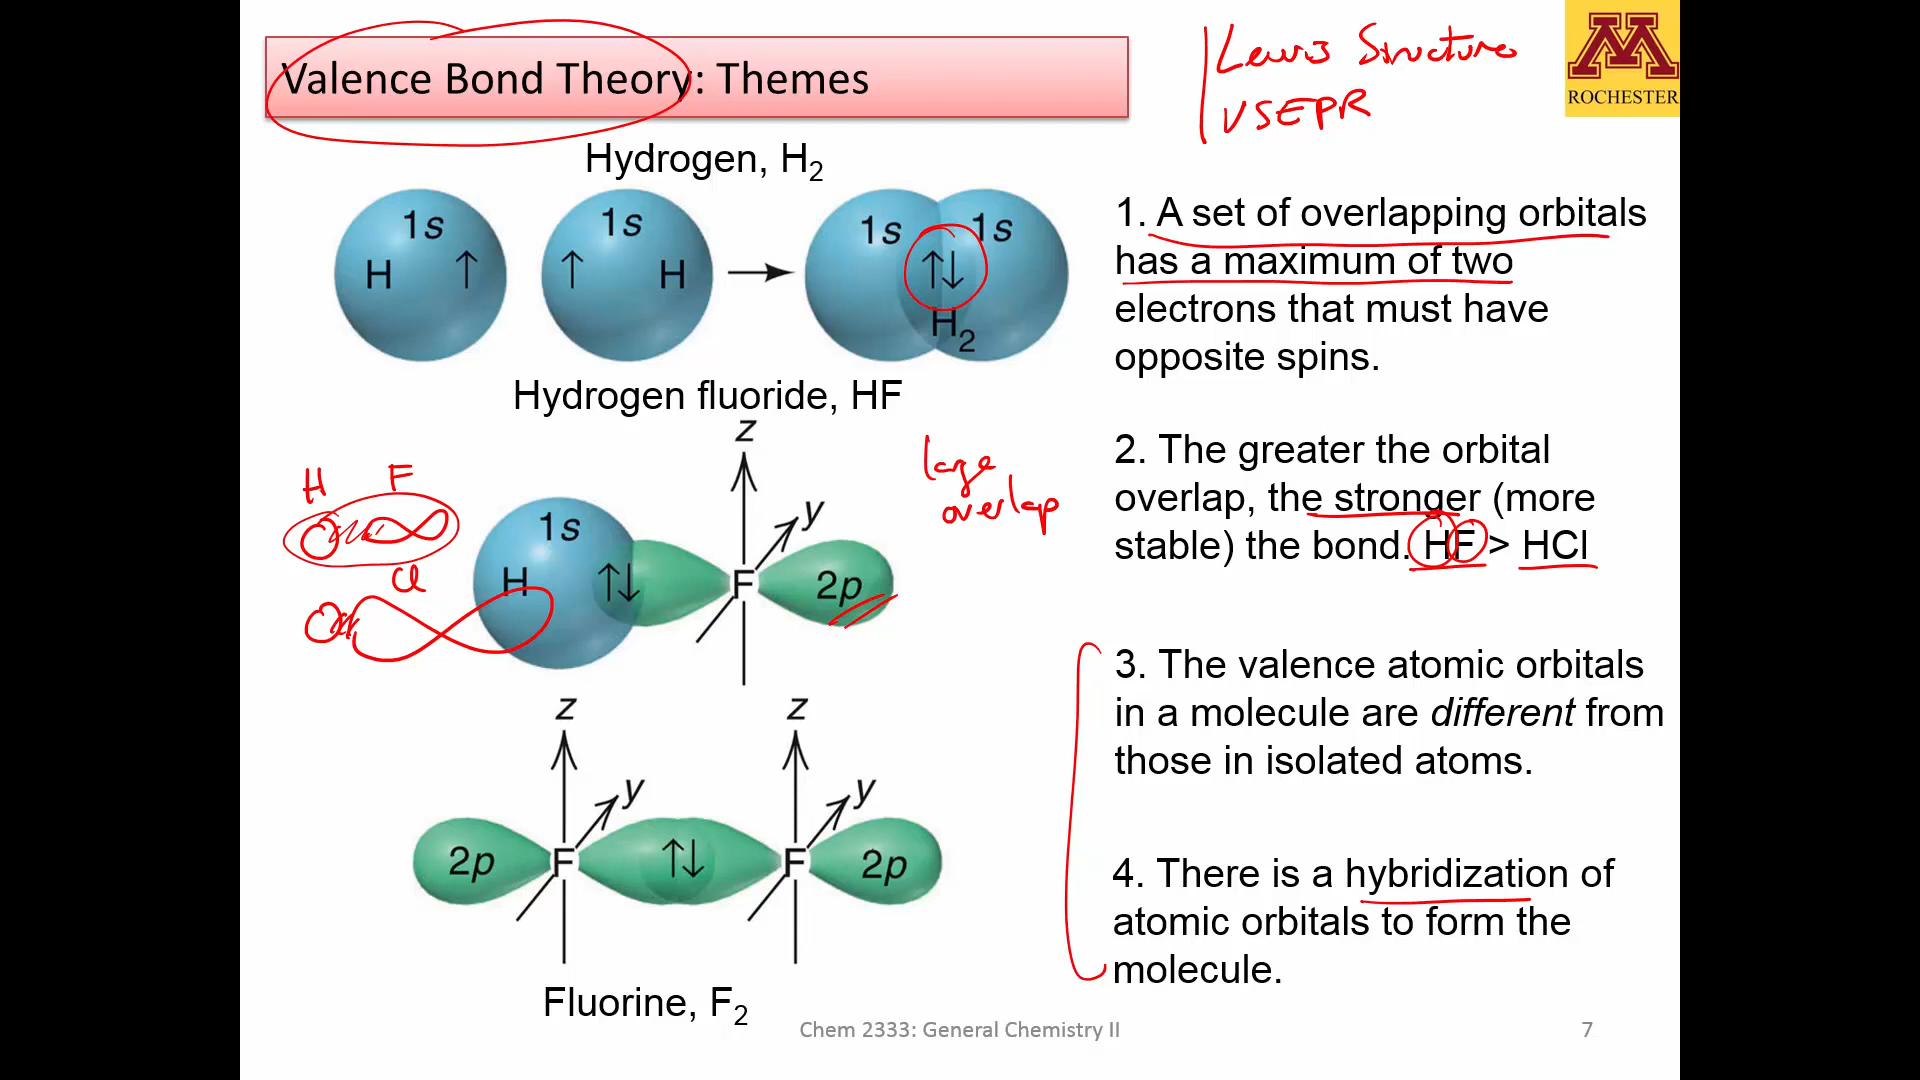 Valence Bond Theory: Themes
Lewis Structures
VSEPR
M
ROCHESTER
Hydrogen, H₂
1s
H ↑
1s
↑ H
1s 1s
↑↓
H₂
1. A set of overlapping orbitals
has a maximum of two
electrons that must have
opposite spins.
Hydrogen fluoride, HF
z
y
1s
H
↑↓
F
2p
H F
Cl
large
overlap
2. The greater the orbital
overlap, the stronger (more
stable) the bond. HF > HCl
3. The valence atomic orbitals
in a molecule are different from
those in isolated atoms.
z z
y y
2p F ↑↓ F 2p
Fluorine, F₂
4. There is a hybridization of
atomic orbitals to form the
molecule.
Chem 2333: General Chemistry II
7